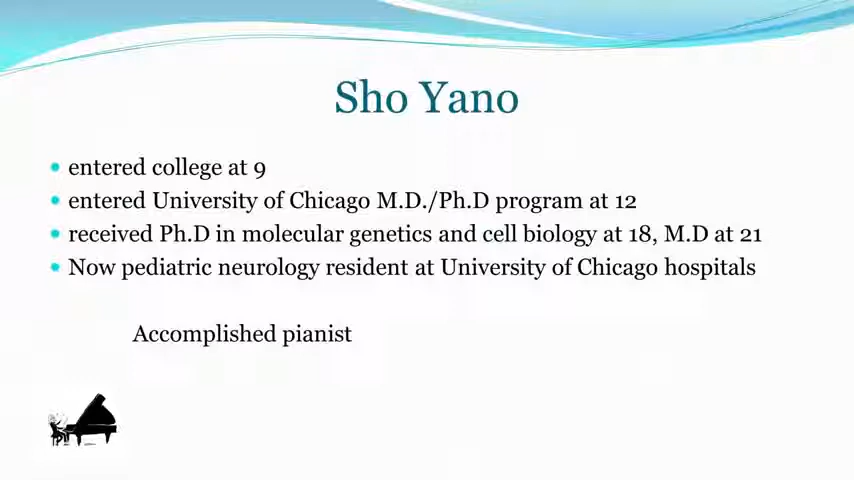 Sho Yano
entered college at 9
entered University of Chicago M.D./Ph.D program at 12
received Ph.D in molecular genetics and cell biology at 18, M.D at 21
Now pediatric neurology resident at University of Chicago hospitals
Accomplished pianist